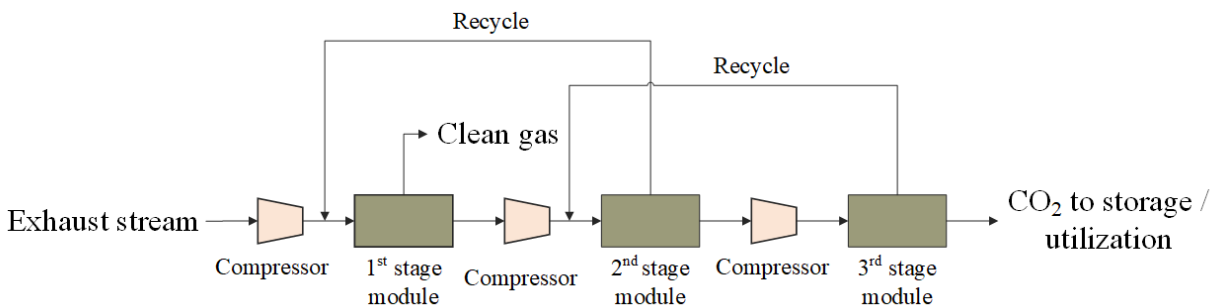 Recycle
Recycle
Clean gas
Exhaust stream
CO₂ to storage /
utilization
Compressor
1ˢᵗ stage
module
Compressor
2ⁿᵈ stage
module
Compressor
3ʳᵈ stage
module